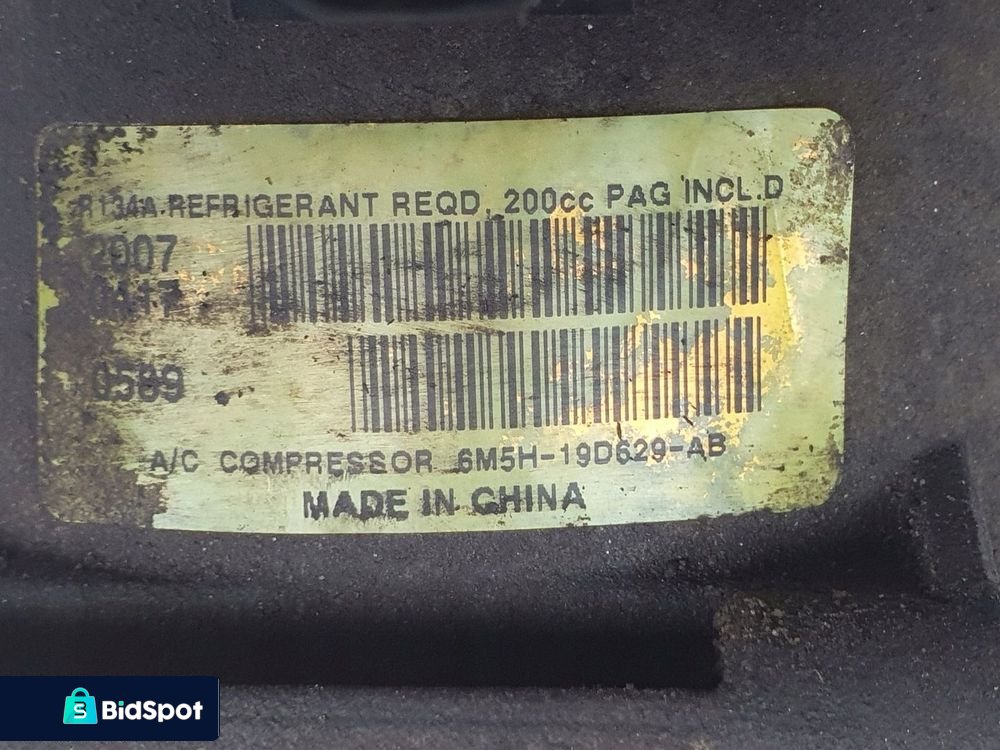 R134A REFRIGERANT REQD. 200cc PAG INCL.D
2007
0589
A/C COMPRESSOR 6M5H-19D629-AB
MADE IN CHINA
BidSpot